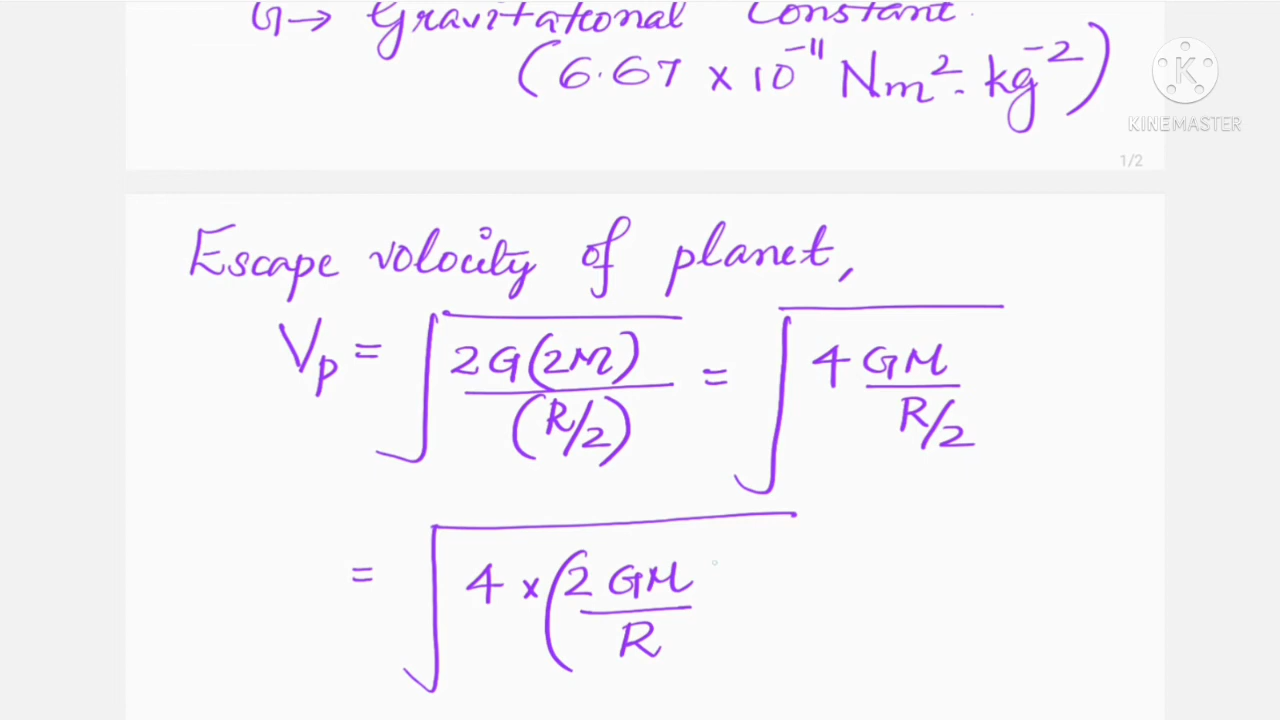 G → Gravitational Constant.
(6.67 × 10⁻¹¹ Nm². kg⁻²)
KINEMASTER
1/2
Escape volocity of planet,
Vₚ = √(2G(2M)/(R/2)) = √(4GM/R/2)
= √(4 × (2GM/R